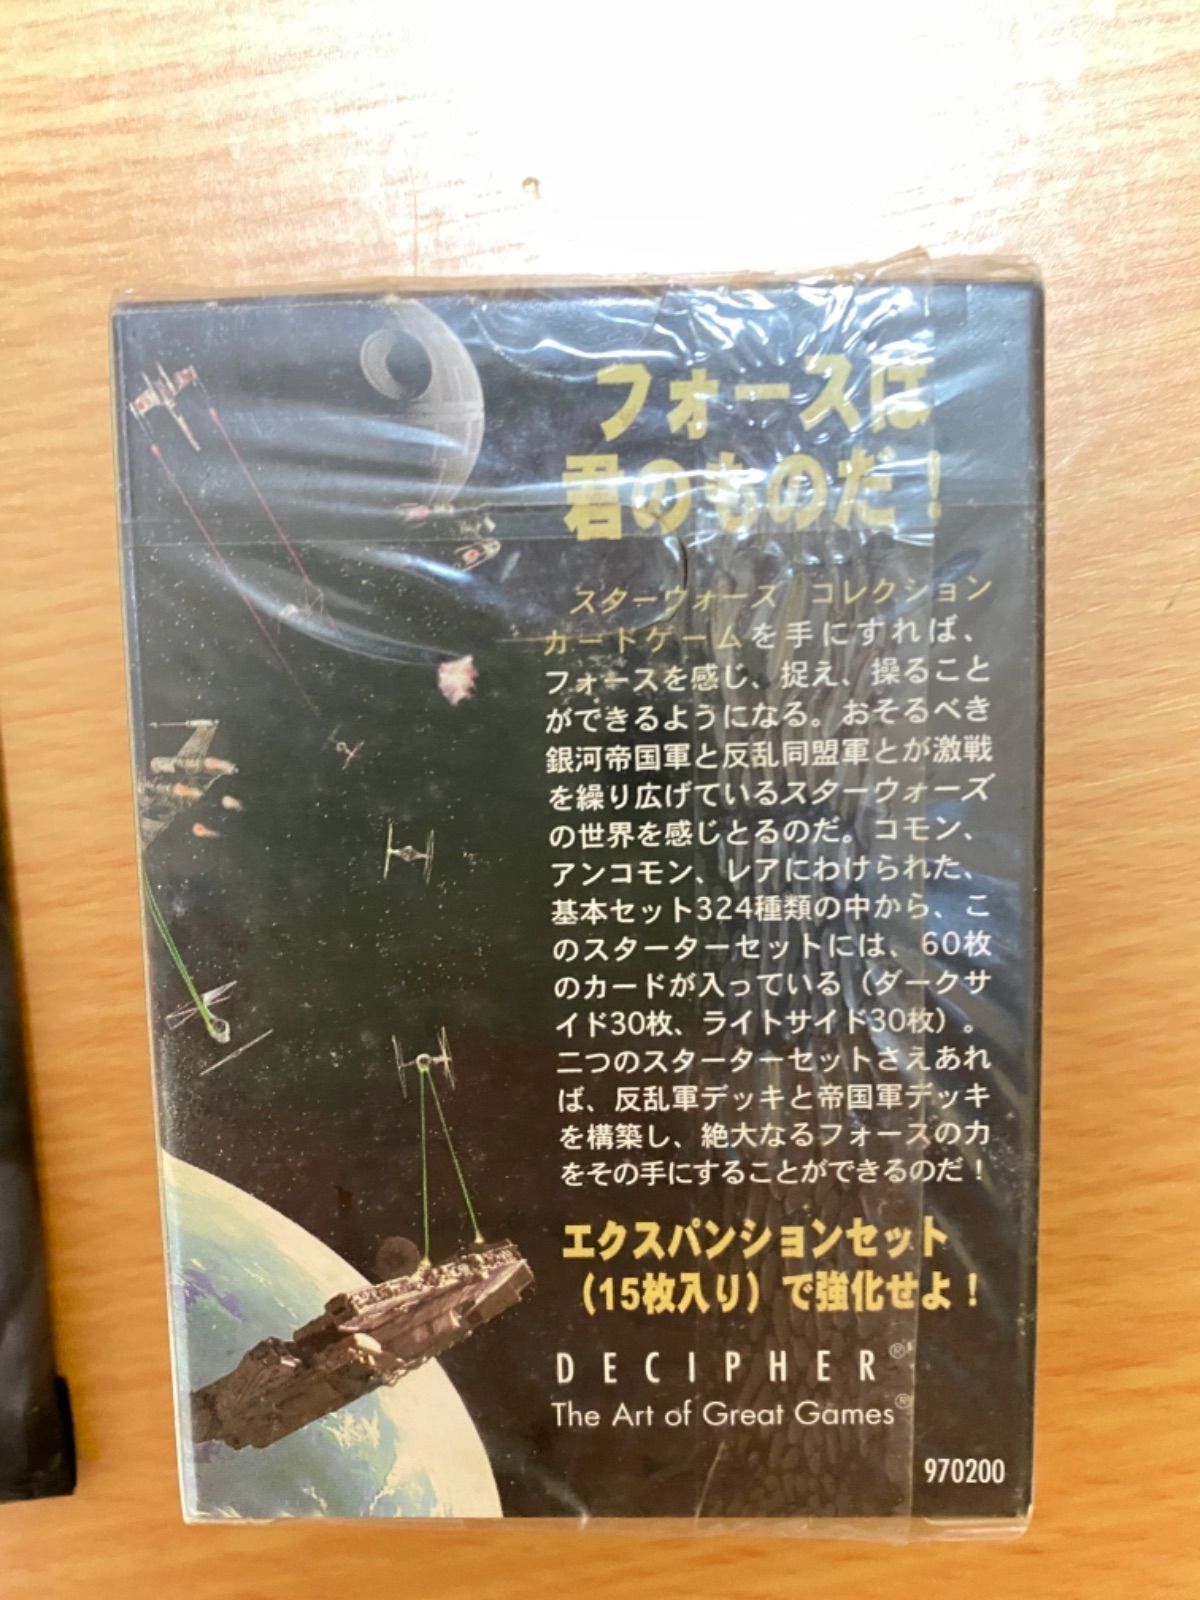 フォースは
君のものだ！
スターウォーズ コレクション
カードゲームを手にすれば、
フォースを感じ、捉え、操ること
ができるようになる。おそるべき
銀河帝国軍と反乱同盟軍とが激戦
を繰り広げているスターウォーズ
の世界を感じとるのだ。コモン、
アンコモン、レアにわけられた、
基本セット324種類の中から、こ
のスターターセットには、60枚
のカードが入っている（ダークサ
イド30枚、ライトサイド30枚）。
二つのスターターセットさえあれ
ば、反乱軍デッキと帝国軍デッキ
を構築し、絶大なるフォースの力
をその手にすることができるのだ！
エクスパンションセット
（15枚入り）で強化せよ！
DECIPHER®
The Art of Great Games®
970200